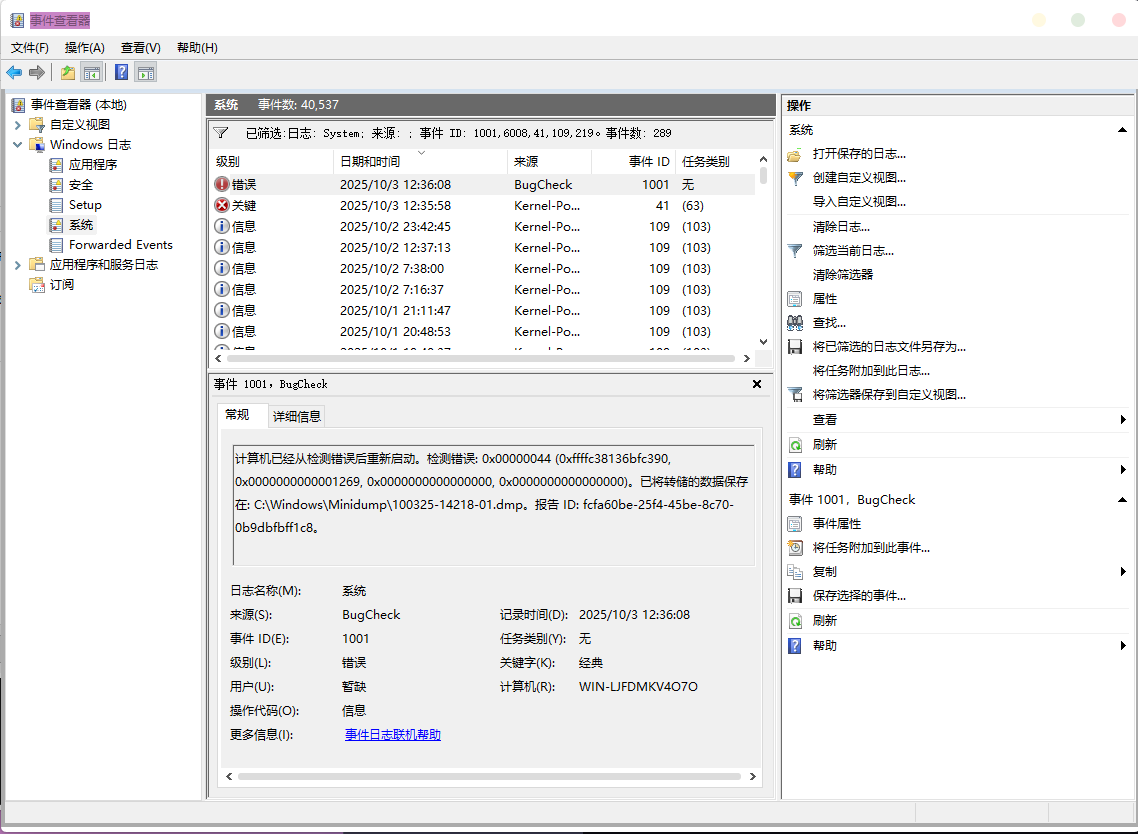 事件查看器
文件(F) 操作(A) 查看(V) 帮助(H)
事件查看器 (本地)
自定义视图
Windows 日志
应用程序
安全
Setup
系统
Forwarded Events
应用程序和服务日志
订阅
系统 事件数: 40,537
已筛选:日志: System; 来源: ; 事件 ID: 1001,6008,41,109,219。事件数: 289
级别 日期和时间 来源 事件 ID 任务类别
错误 2025/10/3 12:36:08 BugCheck 1001 无
关键 2025/10/3 12:35:58 Kernel-Po... 41 (63)
信息 2025/10/2 23:42:45 Kernel-Po... 109 (103)
信息 2025/10/2 12:37:13 Kernel-Po... 109 (103)
信息 2025/10/2 7:38:00 Kernel-Po... 109 (103)
信息 2025/10/2 7:16:37 Kernel-Po... 109 (103)
信息 2025/10/1 21:11:47 Kernel-Po... 109 (103)
信息 2025/10/1 20:48:53 Kernel-Po... 109 (103)
事件 1001，BugCheck
常规 详细信息
计算机已经从检测错误后重新启动。检测错误: 0x00000044 (0xffffc38136bfc390,
0x0000000000001269, 0x0000000000000000, 0x0000000000000000)。已将转储的数据保存
在: C:\Windows\Minidump\100325-14218-01.dmp。报告 ID: fcfa60be-25f4-45be-8c70-
0b9dbfbff1c8。
日志名称(M): 系统
来源(S): BugCheck 记录时间(D): 2025/10/3 12:36:08
事件 ID(E): 1001 任务类别(Y): 无
级别(L): 错误 关键字(K): 经典
用户(U): 暂缺 计算机(R): WIN-LJFDMKV4O7O
操作代码(O): 信息
更多信息(I): 事件日志联机帮助
操作
系统
打开保存的日志...
创建自定义视图...
导入自定义视图...
清除日志...
筛选当前日志...
清除筛选器
属性
查找...
将已筛选的日志文件另存为...
将任务附加到此日志...
将筛选器保存到自定义视图...
查看
刷新
帮助
事件 1001，BugCheck
事件属性
将任务附加到此事件...
复制
保存选择的事件...
刷新
帮助